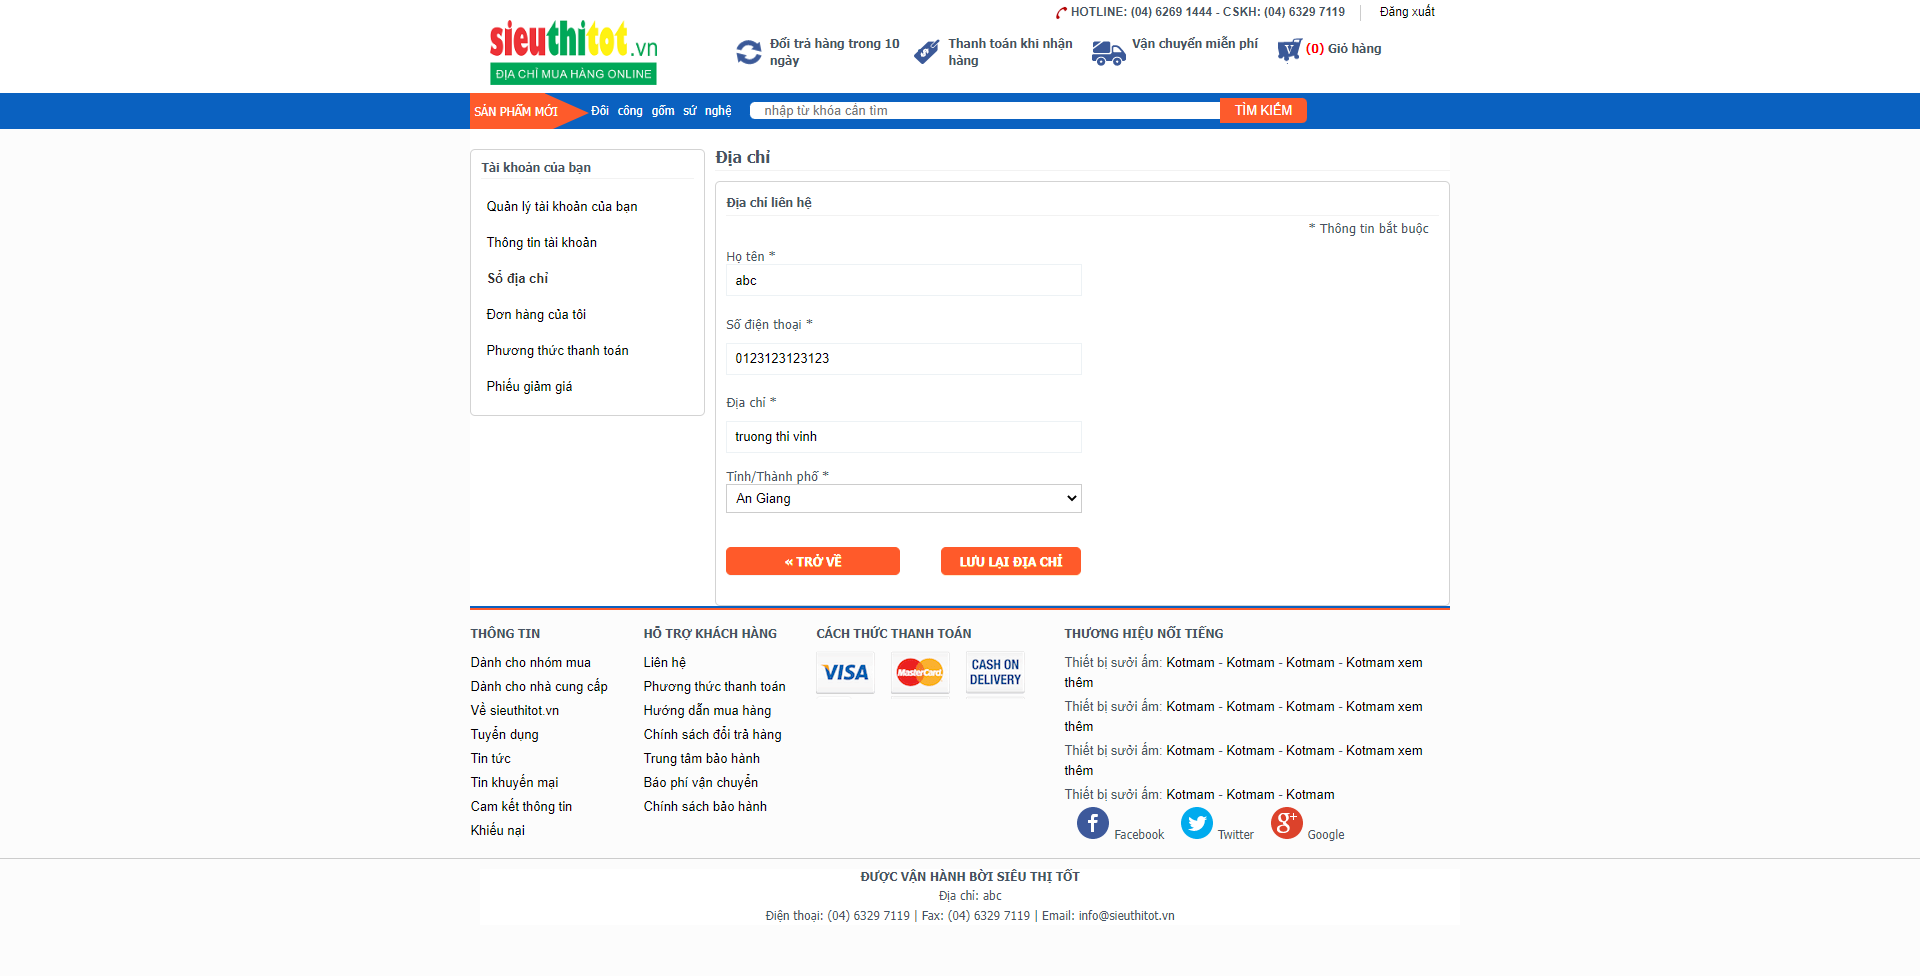 HOTLINE: (04) 6269 1444 - CSKH: (04) 6329 7119
Đăng xuất
sieuthitot.vn
ĐỊA CHỈ MUA HÀNG ONLINE
Đổi trả hàng trong 10
ngày
Thanh toán khi nhận
hàng
Vận chuyển miễn phí
(0) Giỏ hàng
SẢN PHẨM MỚI
Đôi công gốm sứ nghệ
nhập từ khóa cần tìm
TÌM KIẾM
Tài khoản của bạn
Quản lý tài khoản của bạn
Thông tin tài khoản
Sổ địa chỉ
Đơn hàng của tôi
Phương thức thanh toán
Phiếu giảm giá
Địa chỉ
Địa chỉ liên hệ
* Thông tin bắt buộc
Họ tên *
abc
Số điện thoại *
0123123123123
Địa chỉ *
truong thi vinh
Tỉnh/Thành phố *
An Giang
« TRỞ VỀ
LƯU LẠI ĐỊA CHỈ
THÔNG TIN
Dành cho nhóm mua
Dành cho nhà cung cấp
Về sieuthitot.vn
Tuyển dụng
Tin tức
Tin khuyến mại
Cam kết thông tin
Khiếu nại
HỖ TRỢ KHÁCH HÀNG
Liên hệ
Phương thức thanh toán
Hướng dẫn mua hàng
Chính sách đổi trả hàng
Trung tâm bảo hành
Báo phí vận chuyển
Chính sách bảo hành
CÁCH THỨC THANH TOÁN
VISA
MasterCard
CASH ON
DELIVERY
THƯƠNG HIỆU NỔI TIẾNG
Thiết bị sưởi ấm: Kotmam - Kotmam - Kotmam - Kotmam xem
thêm
Thiết bị sưởi ấm: Kotmam - Kotmam - Kotmam - Kotmam xem
thêm
Thiết bị sưởi ấm: Kotmam - Kotmam - Kotmam - Kotmam xem
thêm
Thiết bị sưởi ấm: Kotmam - Kotmam - Kotmam
Facebook
Twitter
Google
ĐƯỢC VẬN HÀNH BỜI SIÊU THỊ TỐT
Địa chỉ: abc
Điện thoại: (04) 6329 7119 | Fax: (04) 6329 7119 | Email: info@sieuthitot.vn